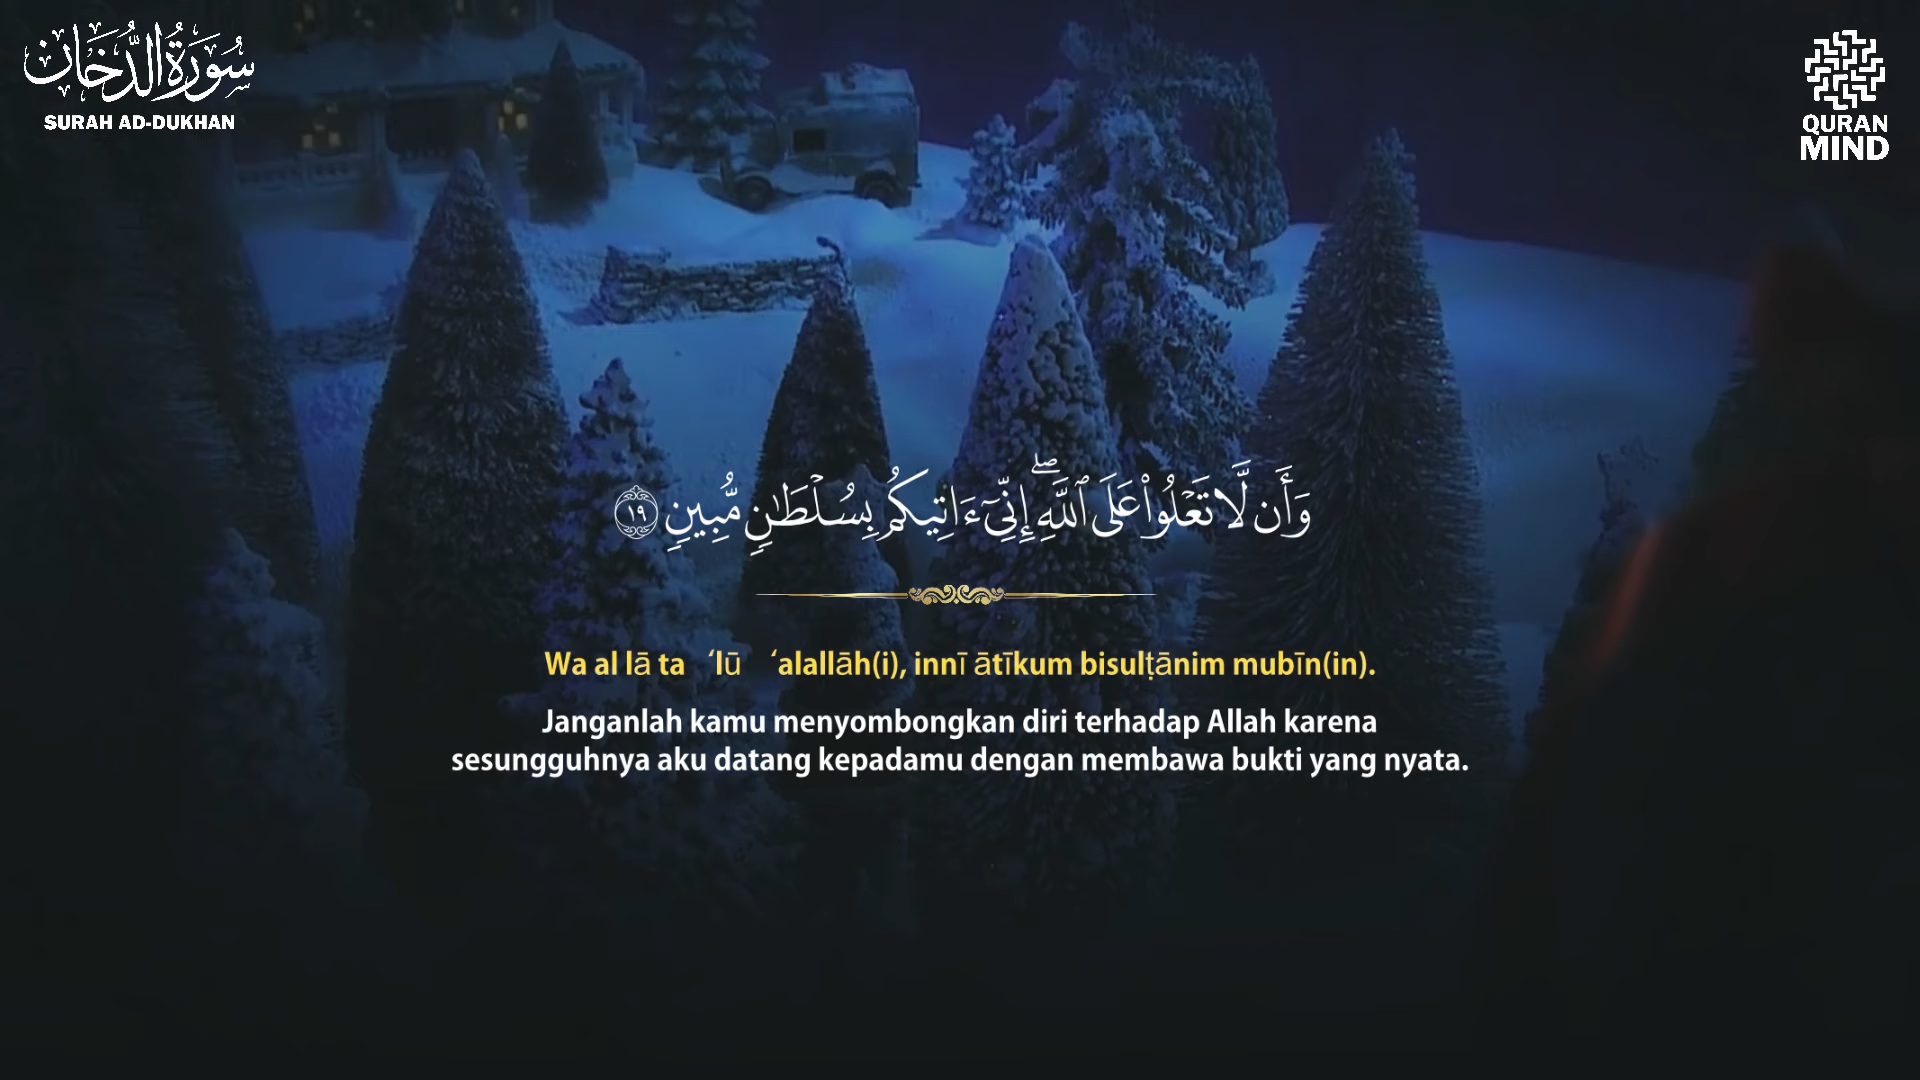 سُورَةُ الدُّخَان
SURAH AD-DUKHAN
QURAN
MIND
وَأَن لَّا تَعْلُوا۟ عَلَى ٱللَّهِ ۖ إِنِّىٓ ءَاتِيكُم بِسُلْطَـٰنٍ مُّبِينٍ ١٩
Wa al lā ta‘lū ‘alallāh(i), innī ātīkum bisulṭānim mubīn(in).
Janganlah kamu menyombongkan diri terhadap Allah karena
sesungguhnya aku datang kepadamu dengan membawa bukti yang nyata.